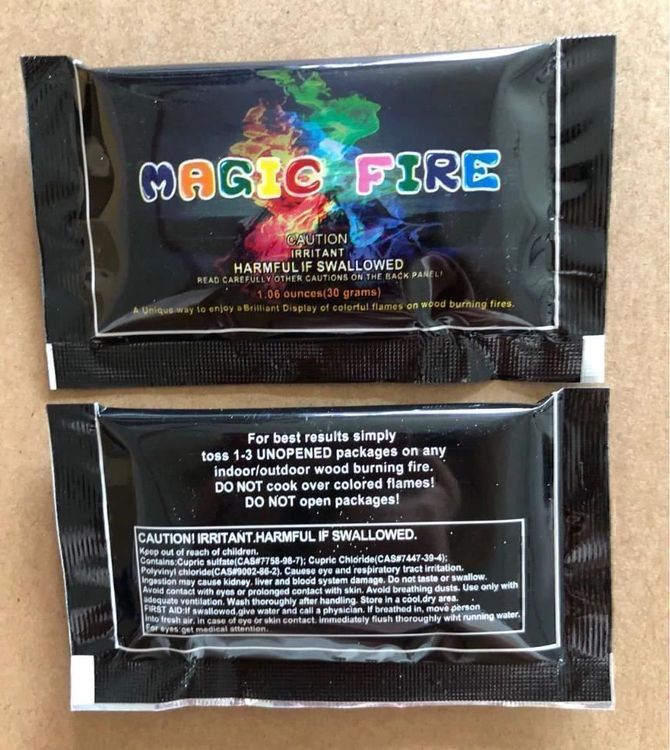 MAGIC FIRE
CAUTION
IRRITANT
HARMFUL IF SWALLOWED
READ CAREFULLY OTHER CAUTIONS ON THE BACK PANEL!
1.06 ounces(30 grams)
A Unique way to enjoy a Brilliant Display of colorful flames on wood burning fires.
For best results simply
toss 1-3 UNOPENED packages on any
indoor/outdoor wood burning fire.
DO NOT cook over colored flames!
DO NOT open packages!
CAUTION! IRRITANT.HARMFUL IF SWALLOWED.
Keep out of reach of children.
Contains:Cupric sulfate(CAS#7758-98-7); Cupric Chloride(CAS#7447-39-4);
Polyvinyl chloride(CAS#9002-86-2). Cauese eye and respiratory tract irritation.
Ingestion may cause kidney. liver and blood system damage. Do not taste or swallow.
Avoid contact with eyes or prolonged contact with skin. Avoid breathing dusts. Use only with
adequate ventilation. Wash thoroughly after handling. Store in a cool.dry area.
FIRST AID:If swallowed,give water and call a physician. If breathed in, move person
into fresh air. in case of eye or skin contact. immediately flush thoroughly wiht running water.
For eyes:get medical attention.